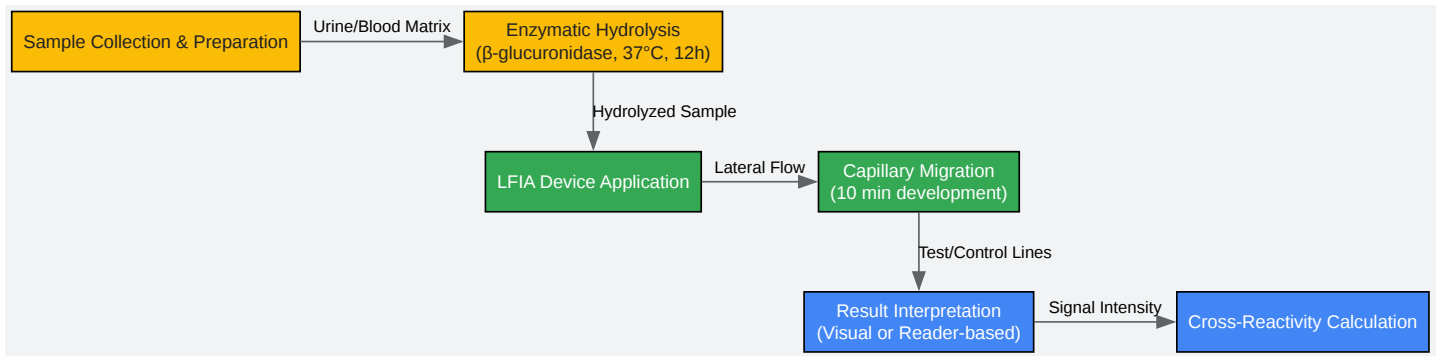 Sample Collection & Preparation
Urine/Blood Matrix
Enzymatic Hydrolysis
(β-glucuronidase, 37°C, 12h)
Hydrolyzed Sample
LFIA Device Application
Lateral Flow
Capillary Migration
(10 min development)
Test/Control Lines
Result Interpretation
(Visual or Reader-based)
Signal Intensity
Cross-Reactivity Calculation